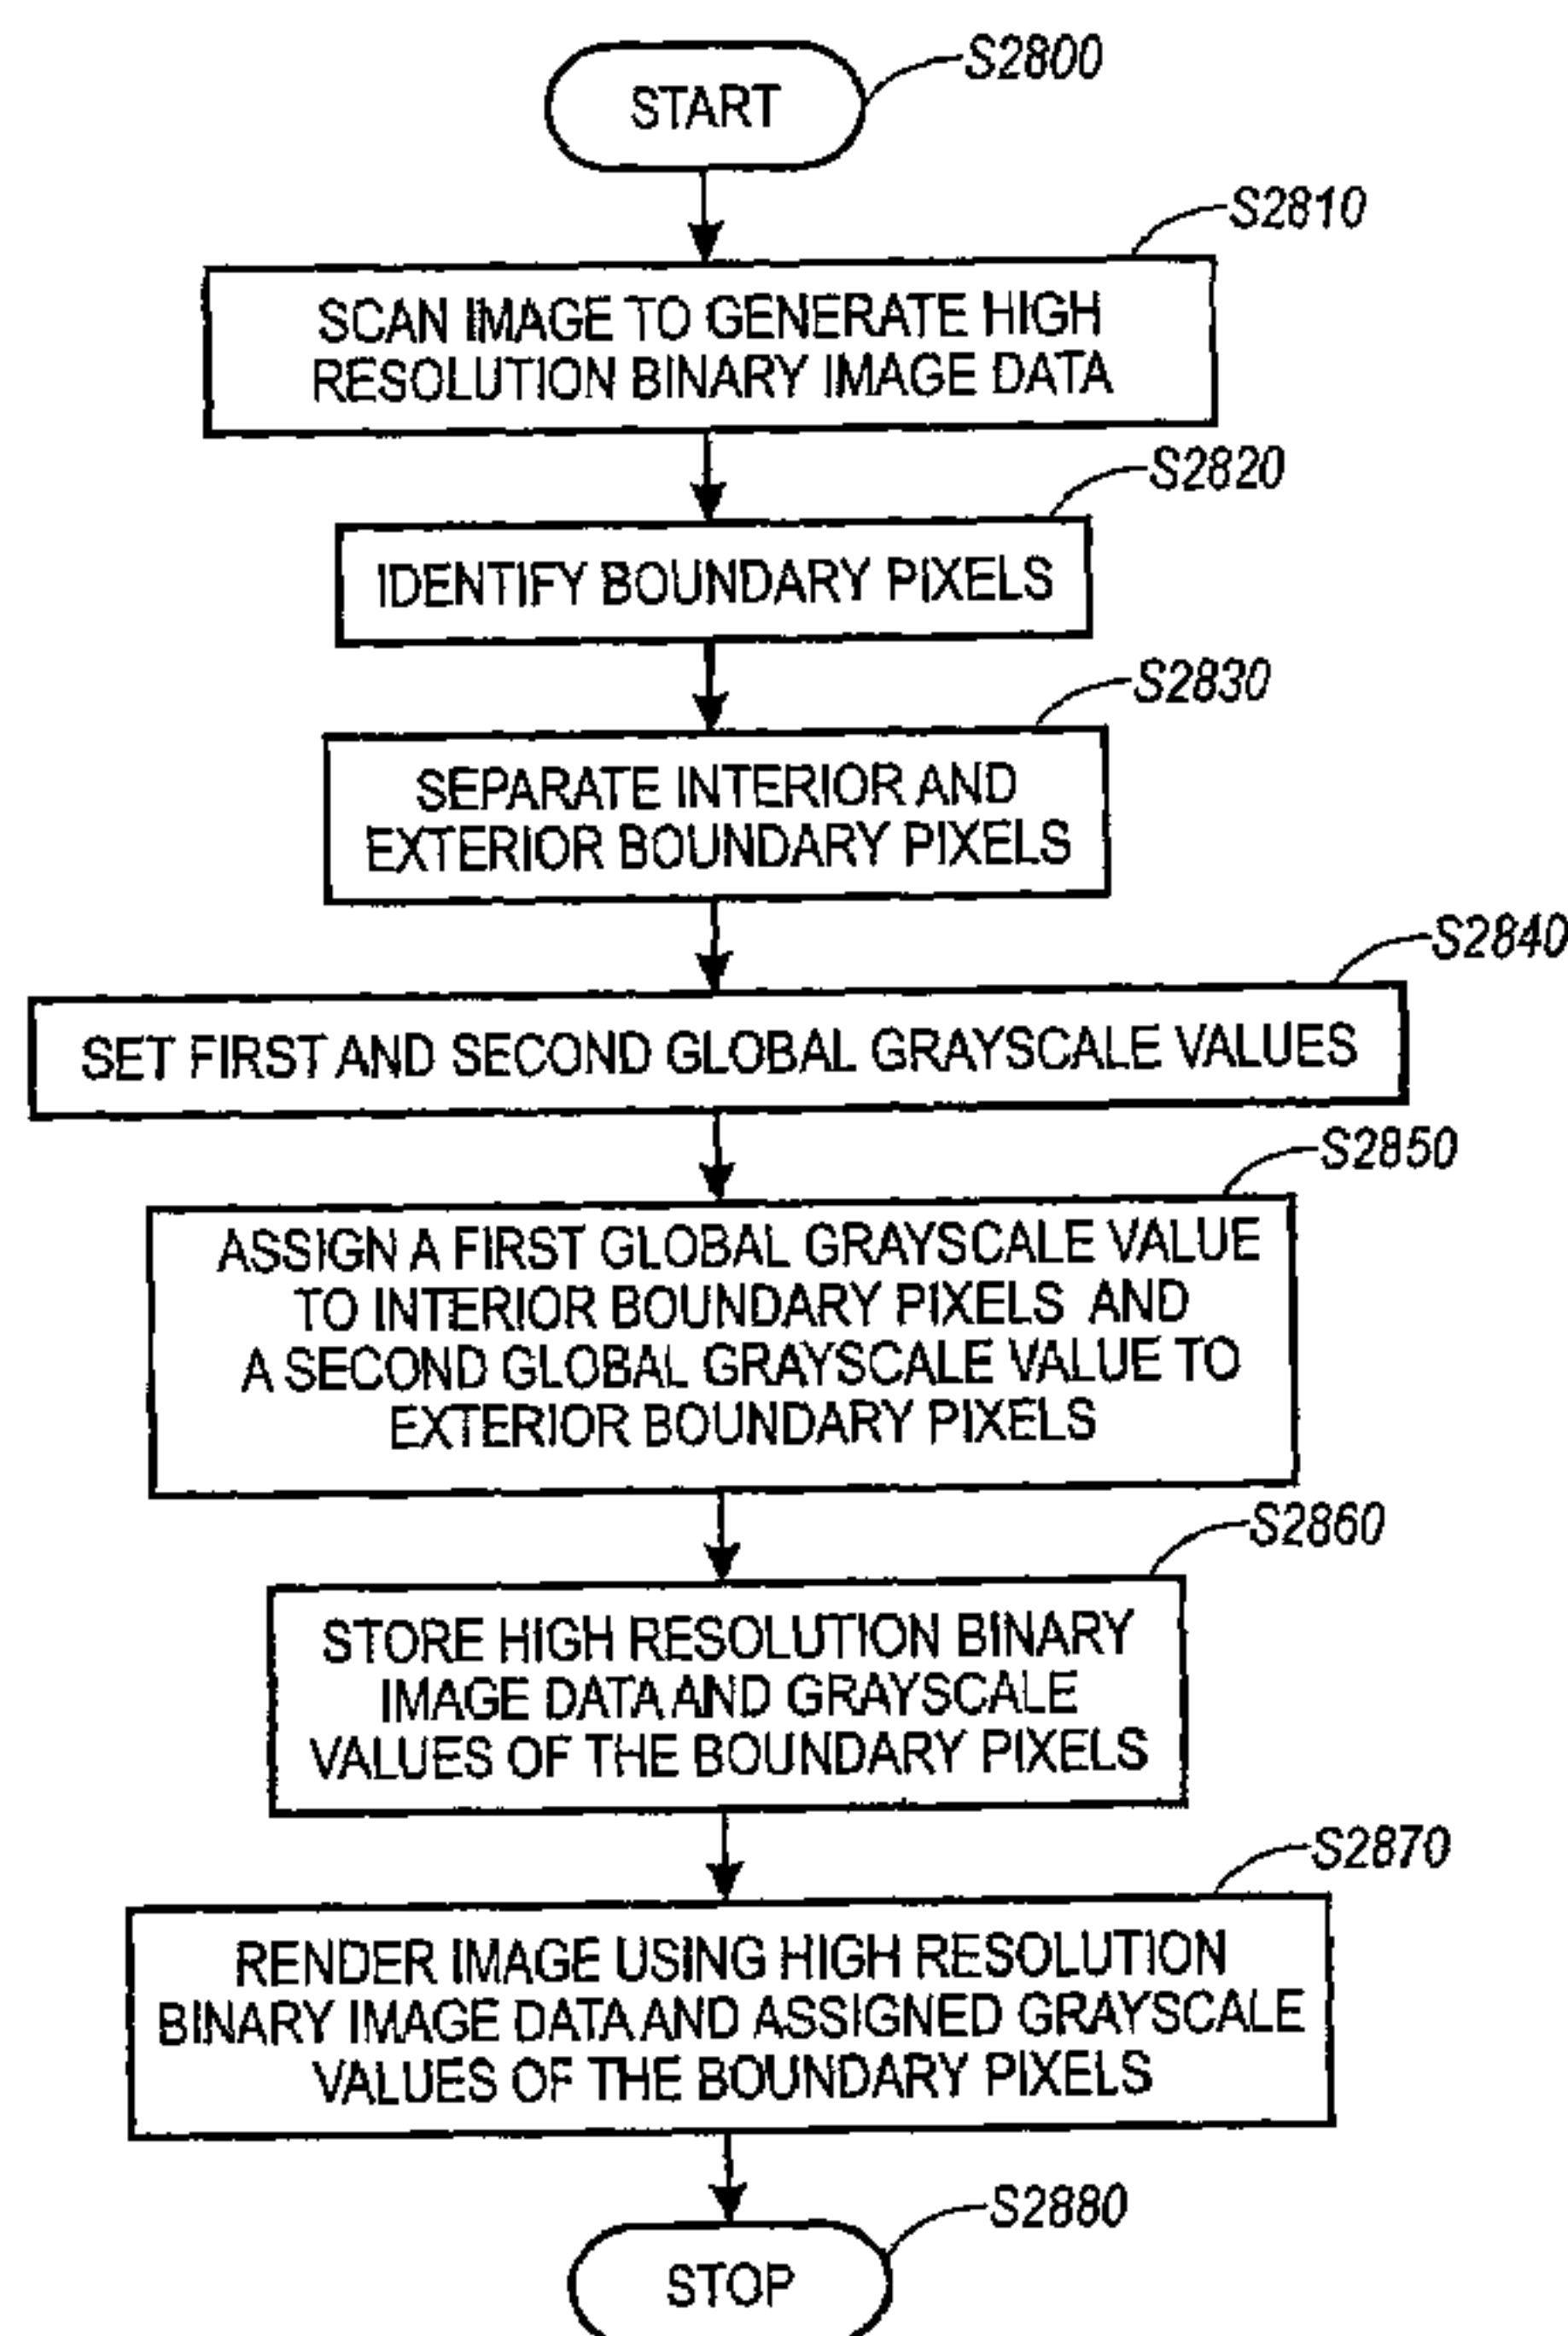 START
S2800
S2810
SCAN IMAGE TO GENERATE HIGH
RESOLUTION BINARY IMAGE DATA
S2820
IDENTIFY BOUNDARY PIXELS
S2830
SEPARATE INTERIOR AND
EXTERIOR BOUNDARY PIXELS
S2840
SET FIRST AND SECOND GLOBAL GRAYSCALE VALUES
S2850
ASSIGN A FIRST GLOBAL GRAYSCALE VALUE
TO INTERIOR BOUNDARY PIXELS AND
A SECOND GLOBAL GRAYSCALE VALUE TO
EXTERIOR BOUNDARY PIXELS
S2860
STORE HIGH RESOLUTION BINARY
IMAGE DATA AND GRAYSCALE
VALUES OF THE BOUNDARY PIXELS
S2870
RENDER IMAGE USING HIGH RESOLUTION
BINARY IMAGE DATA AND ASSIGNED GRAYSCALE
VALUES OF THE BOUNDARY PIXELS
S2880
STOP